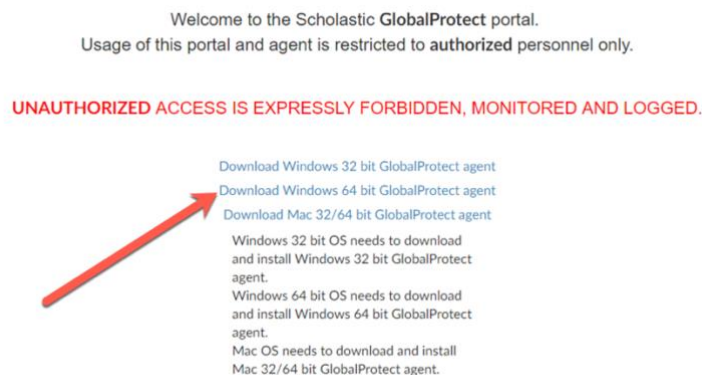 Welcome to the Scholastic GlobalProtect portal.
Usage of this portal and agent is restricted to authorized personnel only.
UNAUTHORIZED ACCESS IS EXPRESSLY FORBIDDEN, MONITORED AND LOGGED.
Download Windows 32 bit GlobalProtect agent
Download Windows 64 bit GlobalProtect agent
Download Mac 32/64 bit GlobalProtect agent
Windows 32 bit OS needs to download
and install Windows 32 bit GlobalProtect
agent.
Windows 64 bit OS needs to download
and install Windows 64 bit GlobalProtect
agent.
Mac OS needs to download and install
Mac 32/64 bit GlobalProtect agent.